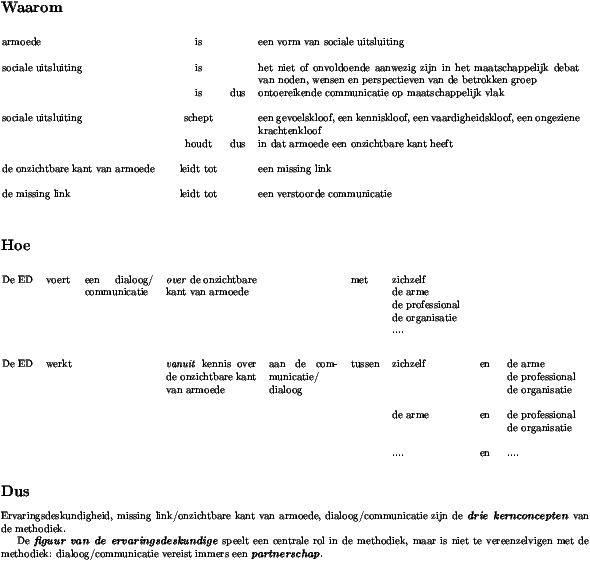 Waarom
armoede is een vorm van sociale uitsluiting
sociale uitsluiting is het niet of onvoldoende aanwezig zijn in het maatschappelijk debat
van noden, wensen en perspectieven van de betrokken groep
is dus ontoereikende communicatie op maatschappelijk vlak
sociale uitsluiting schept een gevoelskloof, een kenniskloof, een vaardigheidskloof, een ongeziene
krachtenkloof
houdt dus in dat armoede een onzichtbare kant heeft
de onzichtbare kant van armoede leidt tot een missing link
de missing link leidt tot een verstoorde communicatie
Hoe
De ED voert een dialoog/ over de onzichtbare met zichzelf
communicatie kant van armoede de arme
de professional
de organisatie
....
De ED werkt vanuit kennis over aan de com- tussen zichzelf en de arme
de onzichtbare kant municatie/ de professional
van armoede dialoog de organisatie
de arme en de professional
de organisatie
.... en ....
Dus
Ervaringsdeskundigheid, missing link/onzichtbare kant van armoede, dialoog/communicatie zijn de drie kernconcepten van
de methodiek.
De figuur van de ervaringsdeskundige speelt een centrale rol in de methodiek, maar is niet te vereenzelvigen met de
methodiek: dialoog/communicatie vereist immers een partnerschap.